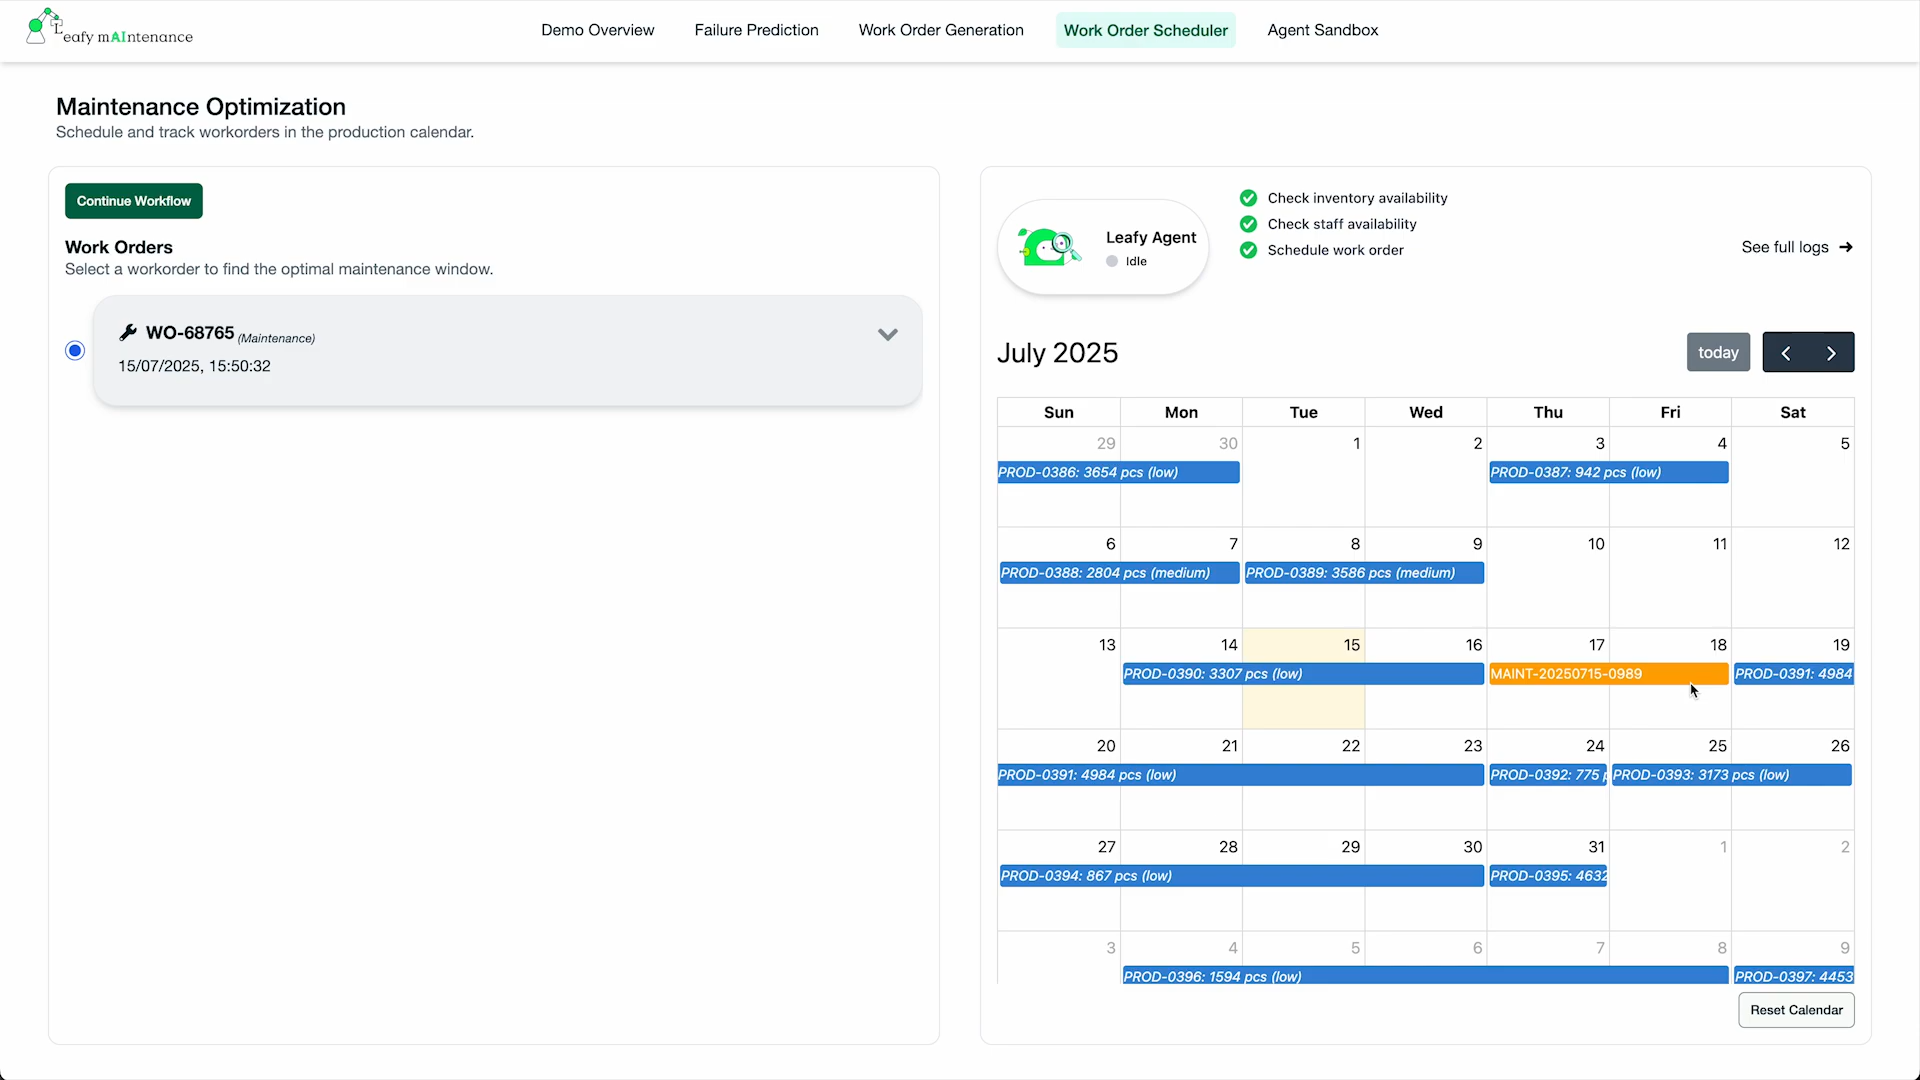 Leafy mAIntenance
Demo Overview
Failure Prediction
Work Order Generation
Work Order Scheduler
Agent Sandbox
Maintenance Optimization
Schedule and track workorders in the production calendar.
Continue Workflow
Work Orders
Select a workorder to find the optimal maintenance window.
WO-68765 (Maintenance)
15/07/2025, 15:50:32
Leafy Agent
Idle
Check inventory availability
Check staff availability
Schedule work order
See full logs →
July 2025
today
Sun Mon Tue Wed Thu Fri Sat
29 30 1 2 3 4 5
PROD-0386: 3654 pcs (low) PROD-0387: 942 pcs (low)
6 7 8 9 10 11 12
PROD-0388: 2804 pcs (medium) PROD-0389: 3586 pcs (medium)
13 14 15 16 17 18 19
PROD-0390: 3307 pcs (low) MAINT-20250715-0989 PROD-0391: 4984
20 21 22 23 24 25 26
PROD-0391: 4984 pcs (low) PROD-0392: 775 PROD-0393: 3173 pcs (low)
27 28 29 30 31 1 2
PROD-0394: 867 pcs (low) PROD-0395: 4632
3 4 5 6 7 8 9
PROD-0396: 1594 pcs (low) PROD-0397: 4453
Reset Calendar